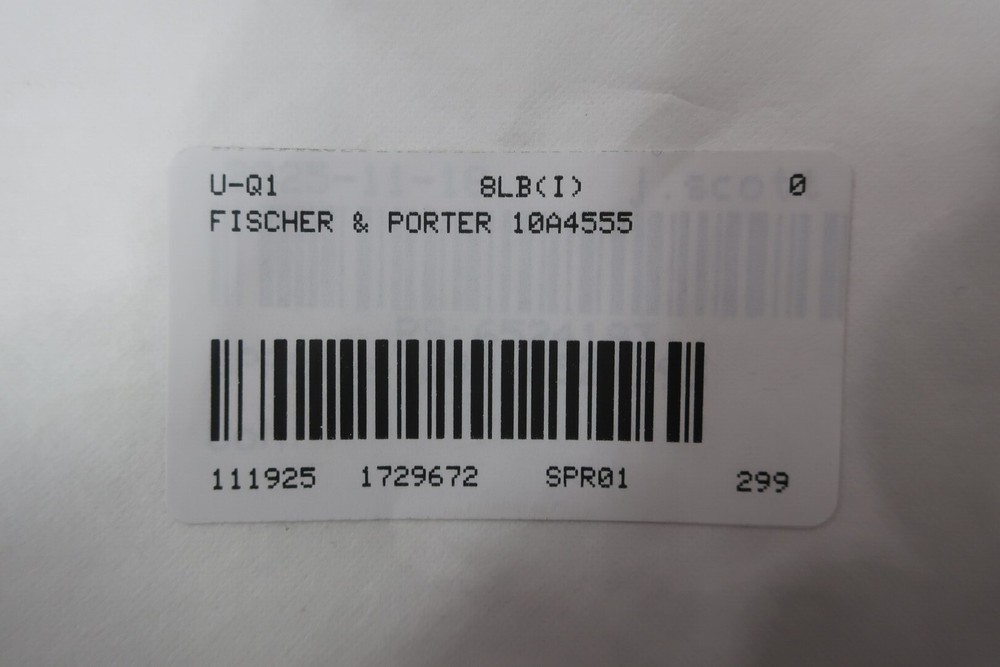 U-Q1 8LB(I) 0
FISCHER & PORTER 10A4555
111925 1729672 SPR01 299